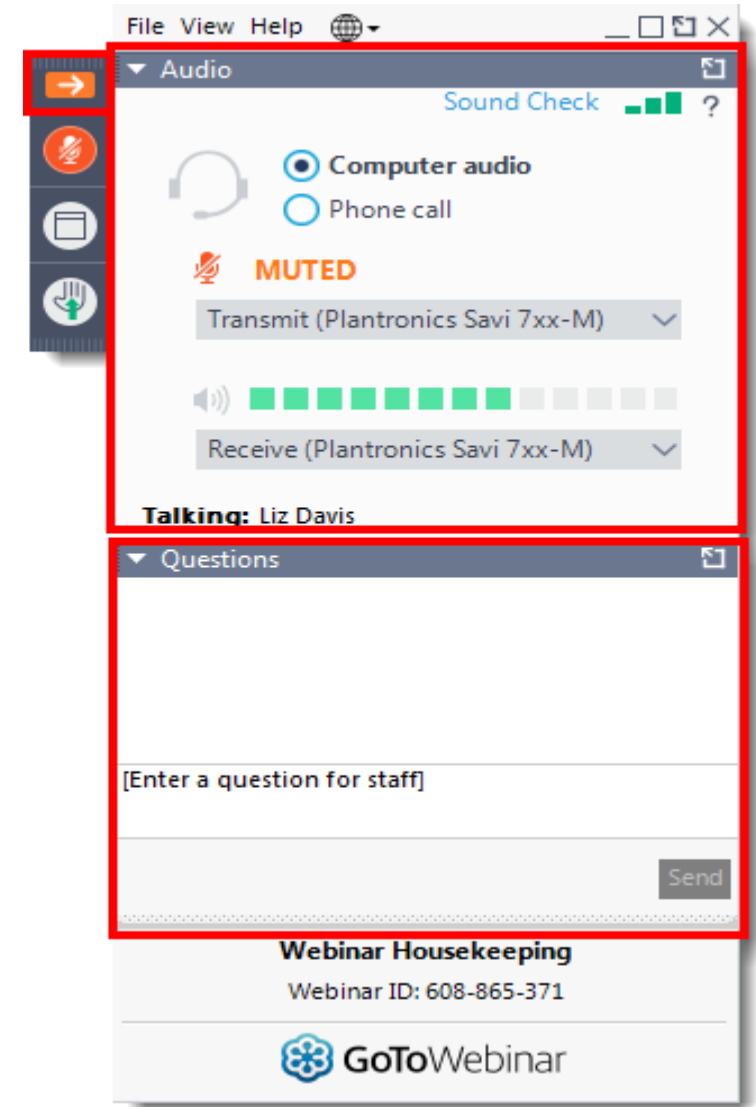 File View Help
Audio
Sound Check ?
Computer audio
Phone call
MUTED
Transmit (Plantronics Savi 7xx-M)
Receive (Plantronics Savi 7xx-M)
Talking: Liz Davis
Questions
[Enter a question for staff]
Send
Webinar Housekeeping
Webinar ID: 608-865-371
GoToWebinar